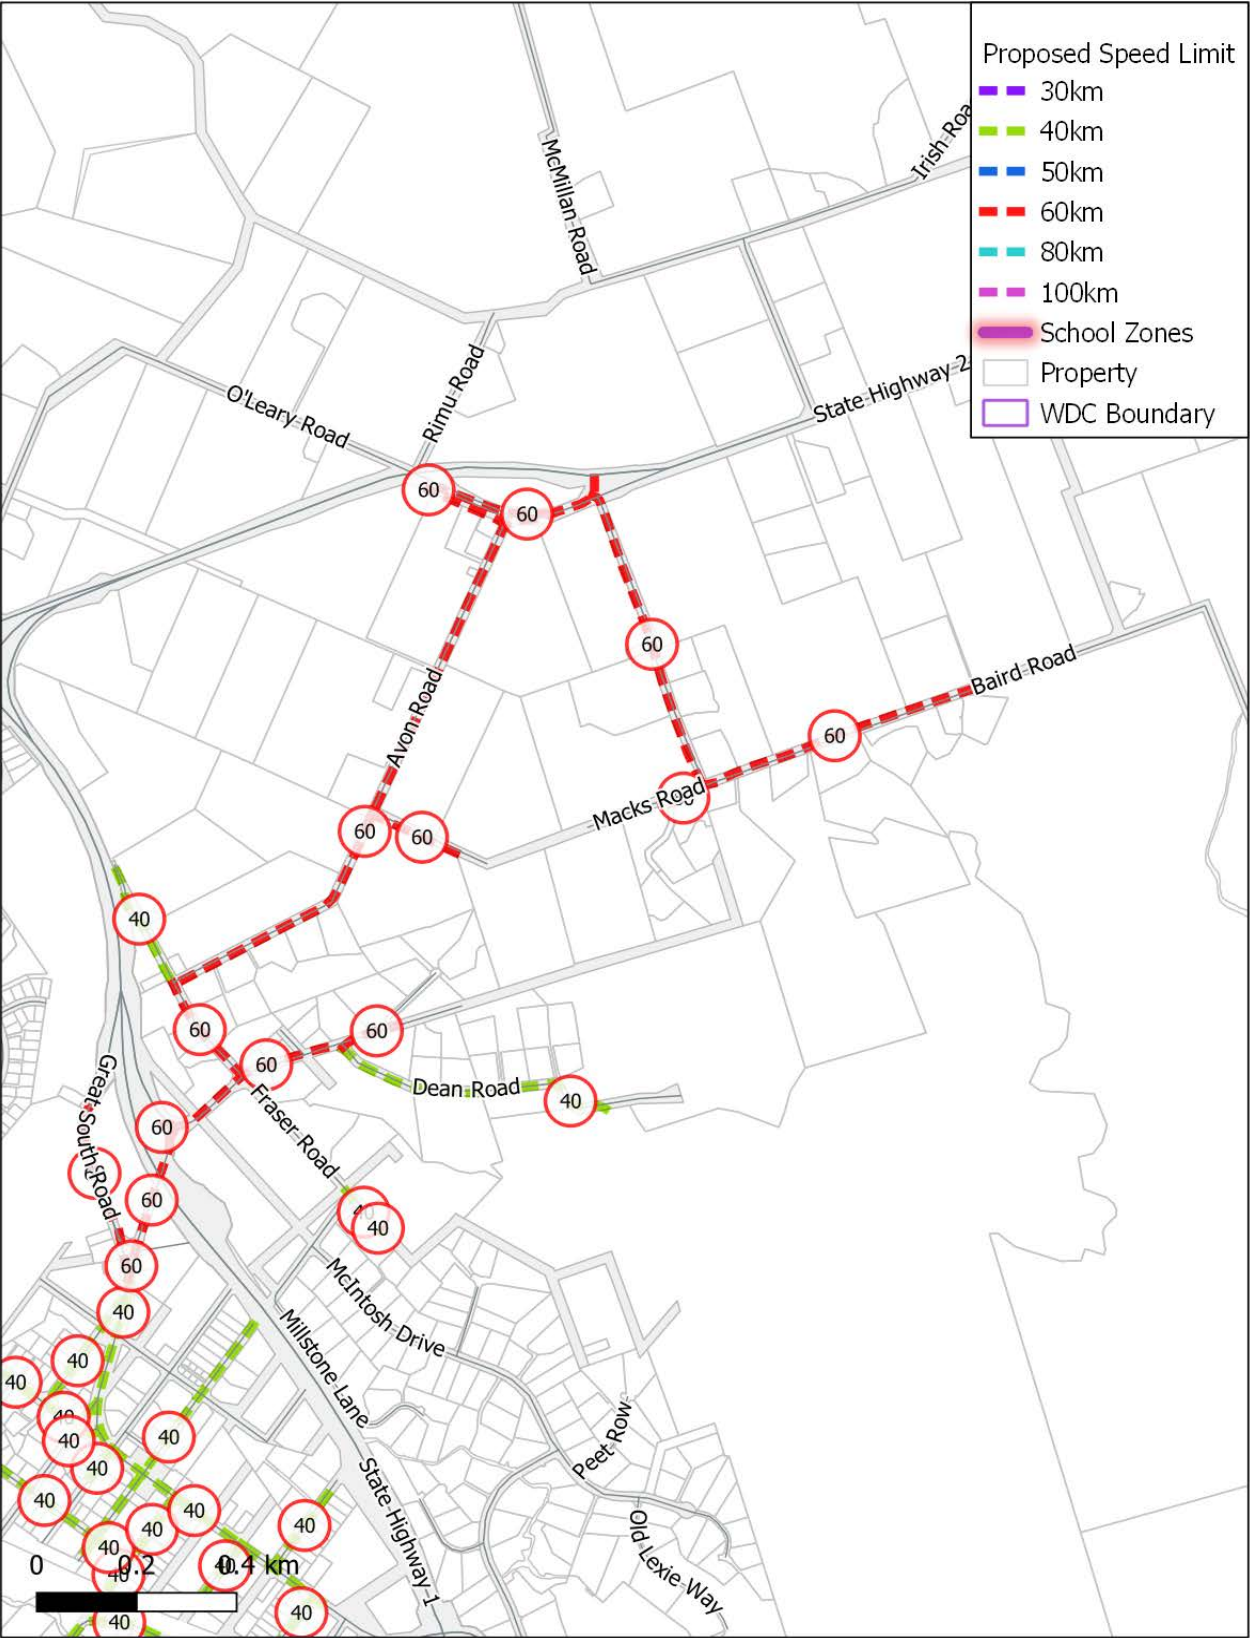 Proposed Speed Limit
30km
40km
50km
60km
80km
100km
School Zones
Property
WDC Boundary
McMillan Road
Irish Roa
O'Leary Road
Rimu Road
State Highway 2
60
60
60
Baird Road
60
Avon Road
Macks Road
60
60
40
60
60
60
Dean Road
40
Great South Road
Fraser Road
60
60
40
60
40
McIntosh Drive
Millstone Lane
40
40
40
40
40
Peet Row
40
State Highway 1
40
40
40
40
40
Old Lexie Way
0
0.2
0.4 km
40
40